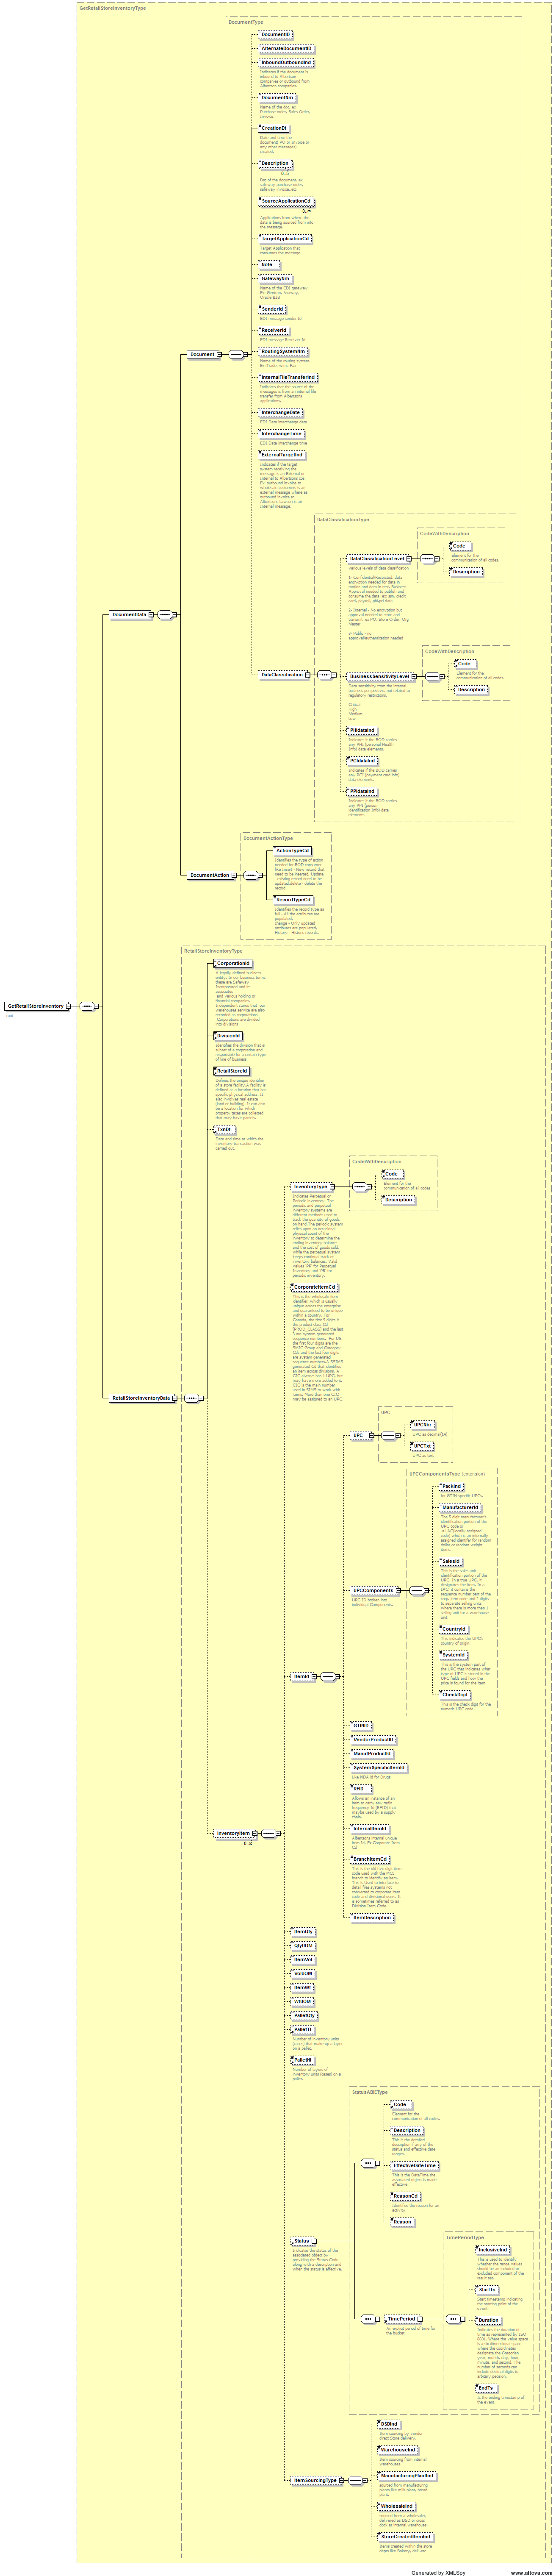 GetRetailStoreInventoryType
DocumentType
DocumentID
AlternateDocumentID
InboundOutboundInd
Indicates if the document is
inbound to Albertson
companies or outbound from
Albertson companies.
DocumentNm
Name of the doc, as
Purchase order, Sales Order,
Invoice.
CreationDt
Date and time the
document( PO or Invoice or
any other message)
created.
Description
0..5
Dsc of the document. as
safeway purchase order,
safeway invoice..etc
SourceApplicationCd
0..∞
Applications from where the
data is being sourced from into
the message.
TargetApplicationCd
Target Application that
consumes the message.
Note
GatewayNm
Name of the EDI gateway.
Ex: Sterlinn, Axeway,
Oracle B2B
SenderId
EDI message sender Id
ReceiverId
EDI message Receiver Id
RoutingSystemNm
Name of the routing system.
InternalFileTransferInd
Indicates that the source of the
messages is from an internal file
transfer from Albertsons
applications.
InterchangeDate
EDI Data interchange date
InterchangeTime
EDI Data interchange time
ExternalTargetInd
Indicates if the target
system receiving the
message is an External or
Internal to Albertsons cos.
Ex: outbound invoice to
wholesale customers is an
external message where as
outbound invoice to
Albertsons Lawson is an
Internal message.
Document
DataClassificationType
CodeWithDescription
Code
Element for the
communication of all codes.
Description
DataClassificationLevel
various levels of data classification
1- Confidential/Restricted, data
encryption needed for data in
motion and data in rest. Business
Approval needed to publish and
consume the data. ex: ssn, credit
card, payroll, phi,pii data
2- Internal - No encryption but
approval needed to store and
transmit. ex: PO, Store Order, Org
Master
3- Public - no
approval/authentication needed
DocumentData
CodeWithDescription
Code
Element for the
communication of all codes.
Description
DataClassification
BusinessSensitivityLevel
Data sensitivity from the internal
business perspective, not related to
regulatory restrictions.
Critical
High
Medium
Low
PHIdataInd
Indicates if the BOD carries
any PHI (personal Health
Info) data elements.
PCIdataInd
Indicates if the BOD carries
any PCI (payment card info)
data elements.
PPIdataInd
Indicates if the BOD carries
any PPI (person
identification Info) data
elements
DocumentActionType
ActionTypeCd
Identifies the type of action
needed for BOD consumer
like Insert - New record that
need to be inserted. Update
- existing record need to be
updated,delete - delete the
record.
DocumentAction
RecordTypeCd
Identifies the record type as
full - All the attributes are
populated,
change - Only updated
attributes are populated.
History - Historic records.
RetailStoreInventoryType
CorporationId
A legally defined business
entity. In our business terms
these are Safeway
Incorporated and its
associates
and various holding or
financial companies.
Independent stores that our
warehouses service are also
recorded as corporations.
Corporations are divided
into divisions
GetRetailStoreInventory
root
DivisionId
Identifies the division that is
subset of a corporation and
responsible for a certain type
of line of business.
RetailStoreId
Defines the unique identifier
of a store facility.A facility is
defined as a location that has
specific physical address. It
also involves real estate
(land or building). It can also
be a location for which
property taxes are collected
that may have permits.
TxnDt
Date and time at which the
inventory transaction was
carried out.
CodeWithDescription
Code
Element for the
communication of all codes.
Description
InventoryType
Indicates Perpetual or
Periodic Inventory. The
periodic and perpetual
inventory systems are
different methods used to
track the quantity of goods
on hand.The periodic system
relies upon an occasional
physical count of the
inventory to determine the
ending inventory balance
and the cost of goods sold,
while the perpetual system
keeps continual track of
inventory balances. Valid
values 'PIF' for Perpetual
Inventory and 'IPE' for
periodic inventory.
CorporateItemCd
This is the wholesale item
identifier, which is usually
unique across the enterprise
and guaranteed to be unique
within a country. For
Canada, the first 5 digits is
the product class Cd
(PROD_CLASS) and the last
3 are system generated
sequence numbers. For US,
the first four digits are the
SMIC Group and Category
Cds and the last four digits
are system generated
sequence numbers.A SSIMS
generated Cd that identifies
an item across divisions. A
CIC always has 1 UPC, but
may have more added to it.
CIC is the main number
used in SIMS to work with
items. More than one CIC
may be assigned to an UPC.
RetailStoreInventoryData
UPC
UPCNbr
UPC as decimal(14)
UPC
UPCTxt
UPC as text
UPCComponentsType (extension)
PackInd
for GTIN specific UPCs.
ManufacturerId
The 5 digit manufacturer's
identification portion of the
UPC code or
a LAC(locally assigned
code) which is an internally
assigned identifer for random
dollar or random weight
items.
SalesId
This is the sales unit
identification portion of the
UPC. In a true UPC, it
designates the item. In a
LAC, it contains the
sequence number part of the
corp. item code and 2 digits
to separate selling units
where there is more than 1
selling unit for a warehouse
unit.
UPCComponents
UPC ID broken into
individual Components.
CountryId
This indicates the UPC's
country of origin.
SystemId
This is the system part of
the UPC that indicates what
type of UPC is stored in the
UPC fields and how the
price is found for the item.
CheckDigit
This is the check digit for the
numeric UPC code.
ItemId
GTINID
VendorProductID
ManufProductId
SystemSpecificItemId
Like NDA id for Drugs.
RFID
Allows an instance of an
item to carry any radio
frequency Id (RFID) that
maybe used by a supply
chain.
InternalItemId
Albertsons internal unique
item Id. Ex Corporate Item
Cd
InventoryItem
0..∞
BranchItemCd
This is the old five digit item
code used with the MCL
branch to identify an item.
This is Used to interface to
detail files systems not
converted to corporate item
code and divisional users. It
is sometimes referred to as
Division Item Code.
ItemDescription
ItemQty
QtyUOM
ItemVol
VolUOM
ItemWt
WtUOM
PalletQty
PalletTI
Number of inventory units
(cases) that make up a layer
on a pallet.
PalletHI
Number of layers of
inventory units (cases) on a
pallet.
StatusABSType
Code
Element for the
communication of all codes.
Description
This is the detailed
description if any of the
status and effective date
ranges.
EffectiveDateTime
This is the DateTime the
associated object is made
effective.
ReasonCd
Identifies the reason for an
activity.
Reason
Status
Indicates the status of the
associated object by
providing the Status Code
along with a description and
when the status is effective.
TimePeriodType
InclusiveInd
This is used to identify
whether the range values
should be an included or
excluded component of the
result set.
StartTs
Start timestamp indicating
the starting point of the
event.
TimePeriod
An explicit period of time for
the bucket.
Duration
Indicates the duration of
time as represented by ISO
8601. Where the value space
is a six dimensional space
where the coordinates
designate the Gregorian
year, month, day, hour,
minute, and second. The
number of seconds can
include decimal digits to
arbitrary precision.
EndTs
Is the ending timestamp of
the event.
DSDInd
Item sourcing by vendor
direct Store delivery.
WarehouseInd
Item sourcing from internal
warehouses.
ItemSourcingType
ManufacturingPlantInd
sourced from manufacturing
plants like milk plant, bread
plant.
WholesaleInd
sourced from a wholesaler,
delivered as DSD or cross
dock at internal warehouse.
StoreCreatedItemInd
Items created within the store
depts like Bakery, deli..etc
Generated by XMLSpy
www.altova.com